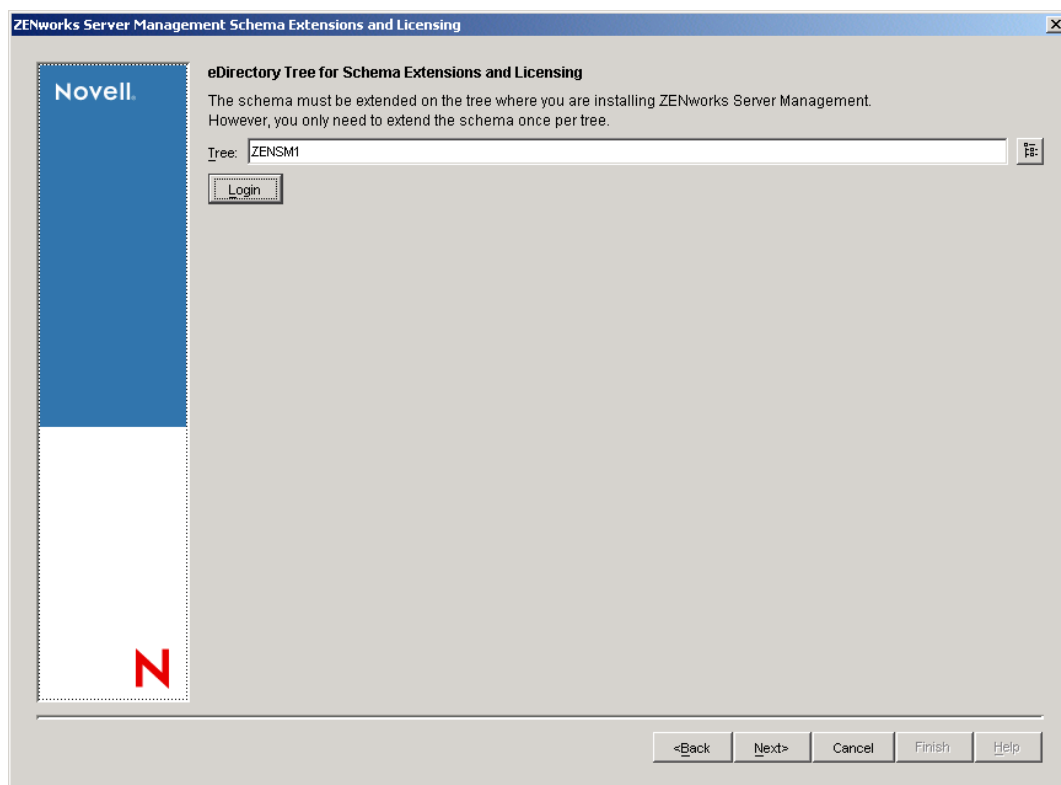 ZENworks Server Management Schema Extensions and Licensing
Novell.
eDirectory Tree for Schema Extensions and Licensing
The schema must be extended on the tree where you are installing ZENworks Server Management.
However, you only need to extend the schema once per tree.
Tree: ZENSM1
Login
N
<Back Next> Cancel Finish Help